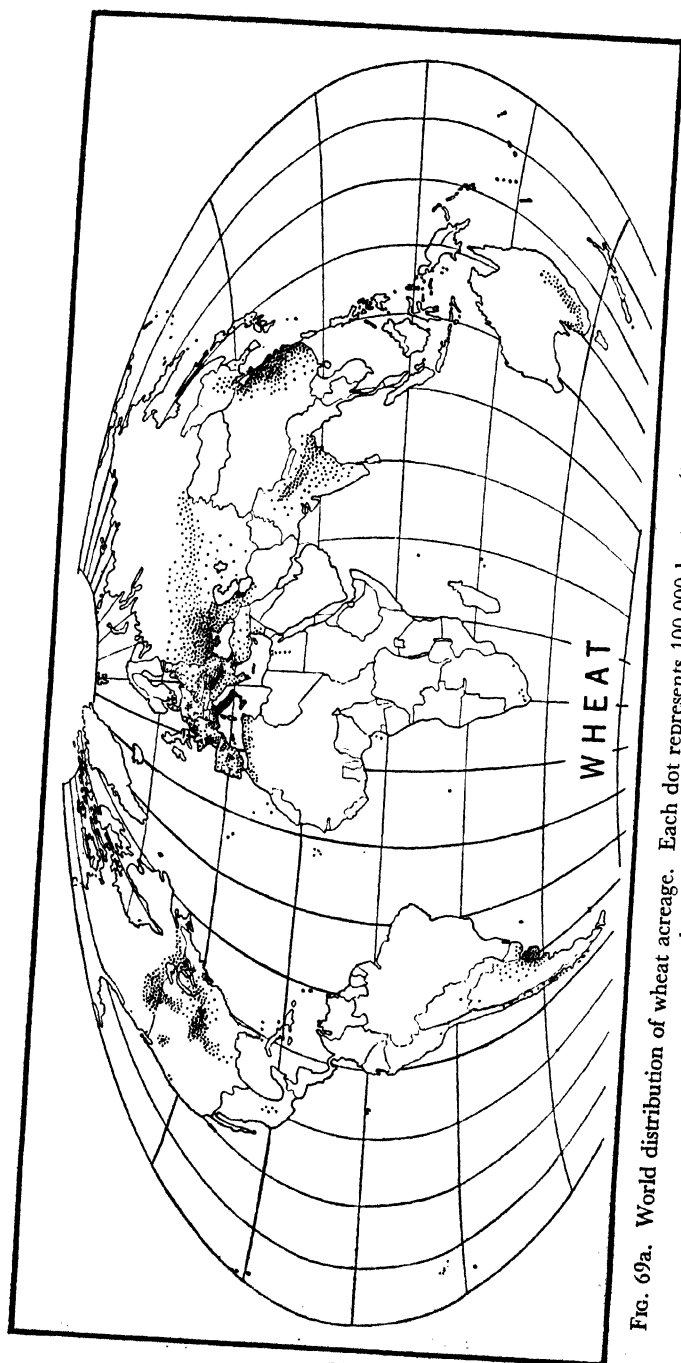 WHEAT
FIG. 69a. World distribution of wheat acreage. Each dot represents 100,000